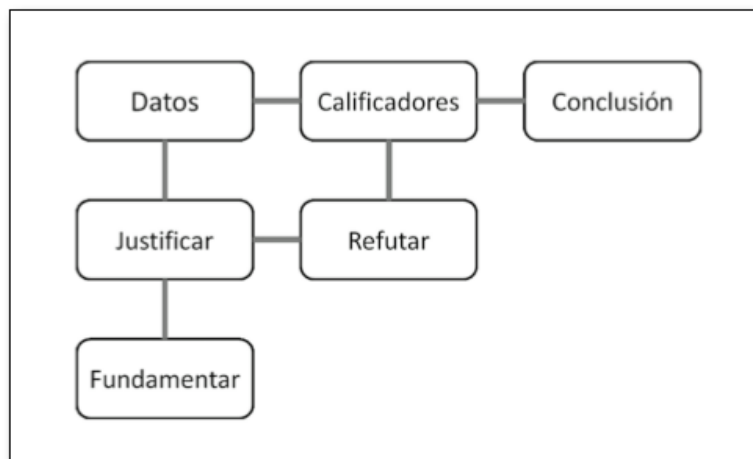 Datos
Calificadores
Conclusión
Justificar
Refutar
Fundamentar